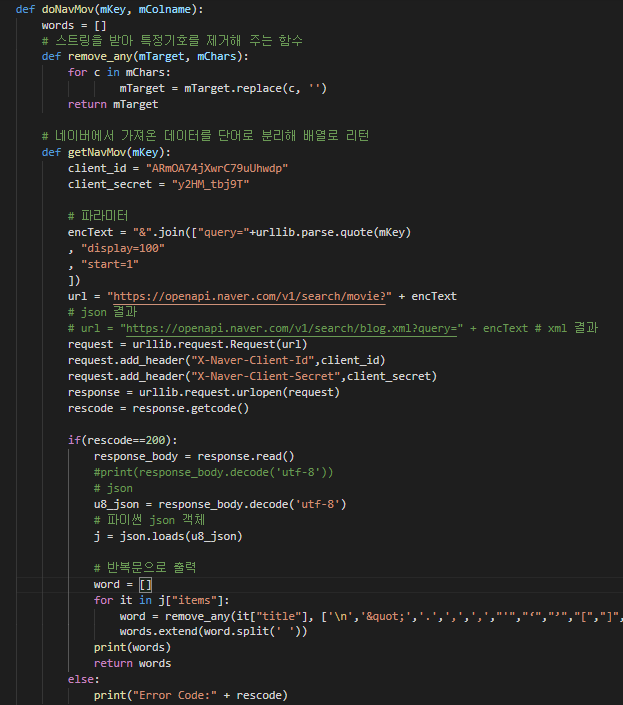 def doNavMov(mKey, mColname):
words = []
# 스트링을 받아 특정기호를 제거해 주는 함수
def remove_any(mTarget, mChars):
for c in mChars:
mTarget = mTarget.replace(c, '')
return mTarget
# 네이버에서 가져온 데이터를 단어로 분리해 배열로 리턴
def getNavMov(mKey):
client_id = "ARmOA74jXwrC79uUhwdp"
client_secret = "y2HM_tbj9T"
# 파라미터
encText = "&".join(["query="+urllib.parse.quote(mKey)
, "display=100"
, "start=1"
])
url = "https://openapi.naver.com/v1/search/movie?" + encText
# json 결과
# url = "https://openapi.naver.com/v1/search/blog.xml?query=" + encText # xml 결과
request = urllib.request.Request(url)
request.add_header("X-Naver-Client-Id",client_id)
request.add_header("X-Naver-Client-Secret",client_secret)
response = urllib.request.urlopen(request)
rescode = response.getcode()
if(rescode==200):
response_body = response.read()
#print(response_body.decode('utf-8'))
# json
u8_json = response_body.decode('utf-8')
# 파이썬 json 객체
j = json.loads(u8_json)
# 반복문으로 출력
word = []
for it in j["items"]:
word = remove_any(it["title"], ['\n','&quot;','.',',',',',"'","‘","’","[","]",
words.extend(word.split(' '))
print(words)
return words
else:
print("Error Code:" + rescode)